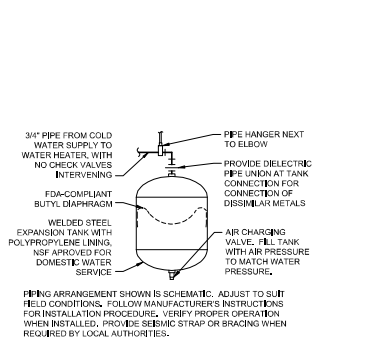 3/4" PIPE FROM COLD
WATER SUPPLY TO
WATER HEATER, WITH
NO CHECK VALVES
INTERVENING
PIPE HANGER NEXT
TO ELBOW
PROVIDE DIELECTRIC
PIPE UNION AT TANK
CONNECTION FOR
CONNECTION OF
DISSIMILAR METALS
FDA-COMPLIANT
BUTYL DIAPHRAGM
WELDED STEEL
EXPANSION TANK WITH
POLYPROPYLENE LINING,
NSF APROVED FOR
DOMESTIC WATER
SERVICE
AIR CHARGING
VALVE. FILL TANK
WITH AIR PRESSURE
TO MATCH WATER
PRESSURE.
PIPING ARRANGEMENT SHOWN IS SCHEMATIC. ADJUST TO SUIT
FIELD CONDITIONS. FOLLOW MANUFACTURER'S INSTRUCTIONS
FOR INSTALLATION PROCEDURE. VERIFY PROPER OPERATION
WHEN INSTALLED. PROVIDE SEISMIC STRAP OR BRACING WHEN
REQUIRED BY LOCAL AUTHORITIES.